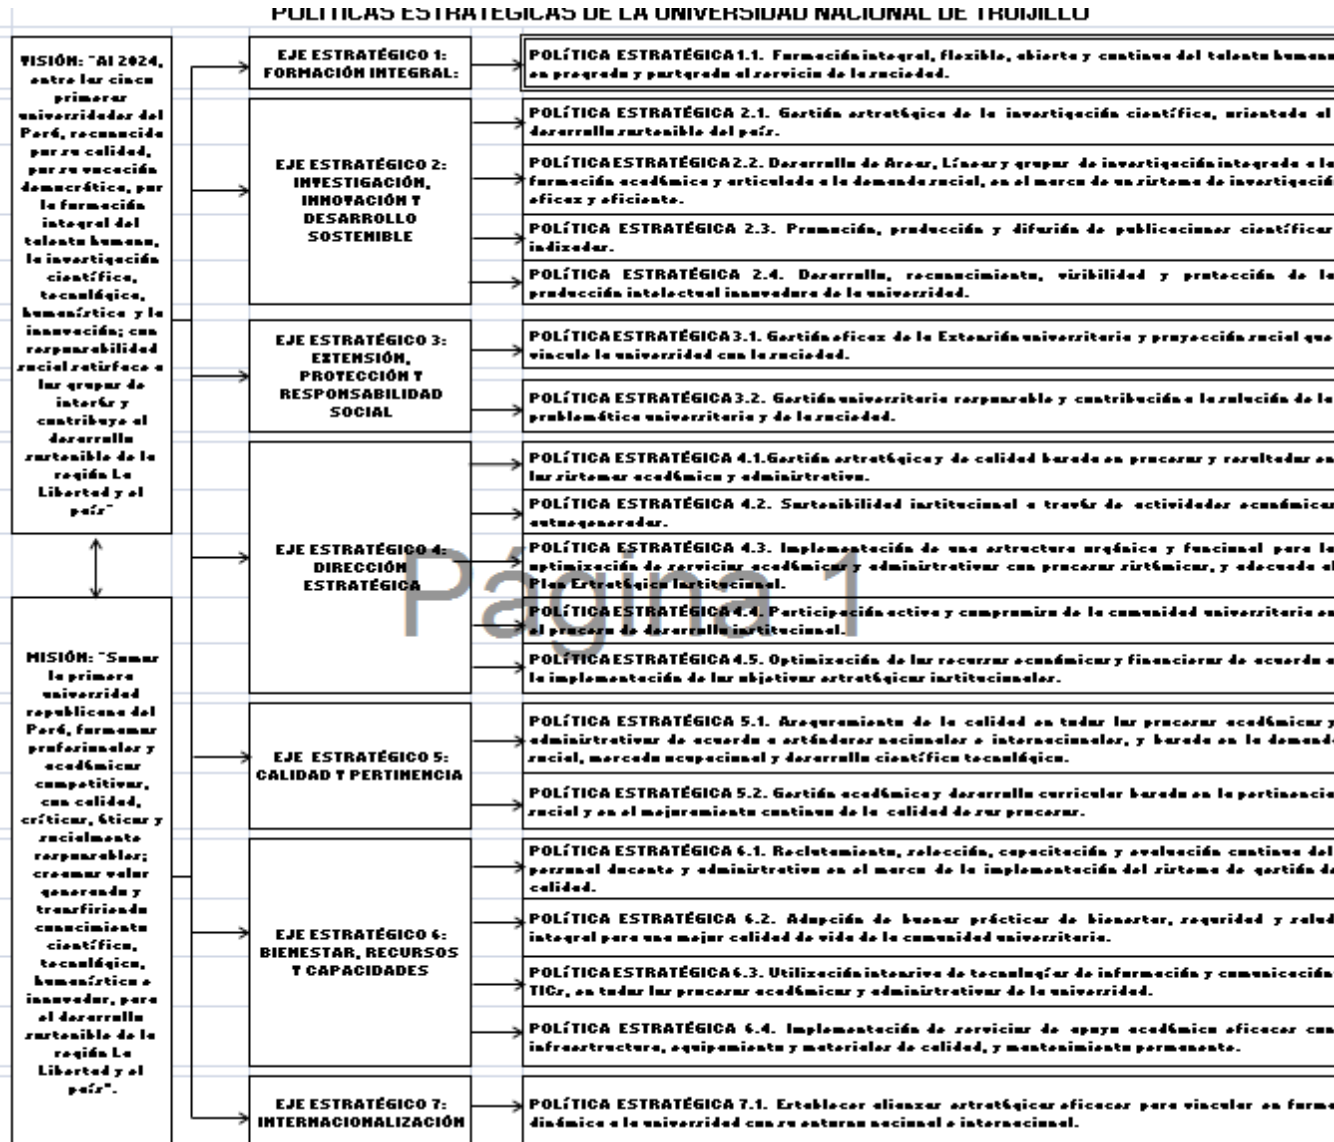 POLÍTICAS ESTRATÉGICAS DE LA UNIVERSIDAD NACIONAL DE TRUJILLO
VISIÓN: "Al 2024,
entre las cinco
primeras
universidades del
Perú, reconocida
por su calidad,
por su vocación
democrática, por
la formación
integral del
talento humano,
la investigación
científica,
tecnológica,
humanística y la
innovación; con
responsabilidad
social satisface a
los grupos de
interés y
contribuye al
desarrollo
sostenible de la
región La
Libertad y el
país"
MISIÓN: "Somos
la primera
universidad
republicana del
Perú, formamos
profesionales y
académicos
competitivos,
con calidad,
críticos, éticos y
socialmente
responsables;
creamos valor
generando y
transfiriendo
conocimiento
científico,
tecnológico,
humanístico e
innovador, para
el desarrollo
sostenible de la
región La
Libertad y el
país".
EJE ESTRATÉGICO 1:
FORMACIÓN INTEGRAL:
POLÍTICA ESTRATÉGICA 1.1. Formación integral, flexible, abierta y continua del talento humano
en pregrado y postgrado al servicio de la sociedad.
EJE ESTRATÉGICO 2:
INVESTIGACIÓN,
INNOVACIÓN Y
DESARROLLO
SOSTENIBLE
POLÍTICA ESTRATÉGICA 2.1. Gestión estratégica de la investigación científica, orientada al
desarrollo sostenible del país.
POLÍTICA ESTRATÉGICA 2.2. Desarrollo de Areas, Líneas y grupos de investigación integrada a la
formación académica y articulada a la demanda social, en el marco de un sistema de investigació
eficaz y eficiente.
POLÍTICA ESTRATÉGICA 2.3. Promoción, producción y difusión de publicaciones científicas
indizadas.
POLÍTICA ESTRATÉGICA 2.4. Desarrollo, reconocimiento, visibilidad y protección de la
producción intelectual innovadora de la universidad.
EJE ESTRATÉGICO 3:
EXTENSIÓN,
PROTECCIÓN Y
RESPONSABILIDAD
SOCIAL
POLÍTICA ESTRATÉGICA 3.1. Gestión eficaz de la Extensión universitaria y proyección social que
vincule la universidad con la sociedad.
POLÍTICA ESTRATÉGICA 3.2. Gestión universitaria responsable y contribución a la solución de la
problemática universitaria y de la sociedad.
EJE ESTRATÉGICO 4:
DIRECCIÓN
ESTRATÉGICA
POLÍTICA ESTRATÉGICA 4.1.Gestión estratégica y de calidad basada en procesos y resultados en
los sistemas académico y administrativo.
POLÍTICA ESTRATÉGICA 4.2. Sostenibilidad institucional a través de actividades económicas
autogeneradas.
POLÍTICA ESTRATÉGICA 4.3. Implementación de una estructura orgánica y funcional para la
optimización de servicios académicos y administrativos con procesos sistémicos, y adecuada al
Plan Estratégico Institucional.
POLÍTICA ESTRATÉGICA 4.4. Participación activa y compromiso de la comunidad universitaria en
el proceso de desarrollo institucional.
POLÍTICA ESTRATÉGICA 4.5. Optimización de los recursos económicos y financieros de acuerdo a
la implementación de los objetivos estratégicos institucionales.
Página 1
EJE ESTRATÉGICO 5:
CALIDAD Y PERTINENCIA
POLÍTICA ESTRATÉGICA 5.1. Aseguramiento de la calidad en todos los procesos académicos y
administrativos de acuerdo a estándares nacionales e internacionales, y basada en la demanda
social, mercado ocupacional y desarrollo científico tecnológico.
POLÍTICA ESTRATÉGICA 5.2. Gestión académica y desarrollo curricular basada en la pertinencia
social y en el mejoramiento continuo de la calidad de sus procesos.
EJE ESTRATÉGICO 6:
BIENESTAR, RECURSOS
Y CAPACIDADES
POLÍTICA ESTRATÉGICA 6.1. Reclutamiento, selección, capacitación y evaluación continua del
personal docente y administrativo en el marco de la implementación del sistema de gestión de
calidad.
POLÍTICA ESTRATÉGICA 6.2. Adopción de buenas prácticas de bienestar, seguridad y salud
integral para una mejor calidad de vida de la comunidad universitaria.
POLÍTICA ESTRATÉGICA 6.3. Utilización intensiva de tecnologías de información y comunicación
TICs, en todos los procesos académicos y administrativos de la universidad.
POLÍTICA ESTRATÉGICA 6.4. Implementación de servicios de apoyo académico eficaces con
infraestructura, equipamiento y materiales de calidad, y mantenimiento permanente.
EJE ESTRATÉGICO 7:
INTERNACIONALIZACIÓN
POLÍTICA ESTRATÉGICA 7.1. Establecer alianzas estratégicas eficaces para vincular en forma
dinámica a la universidad con su entorno nacional e internacional.